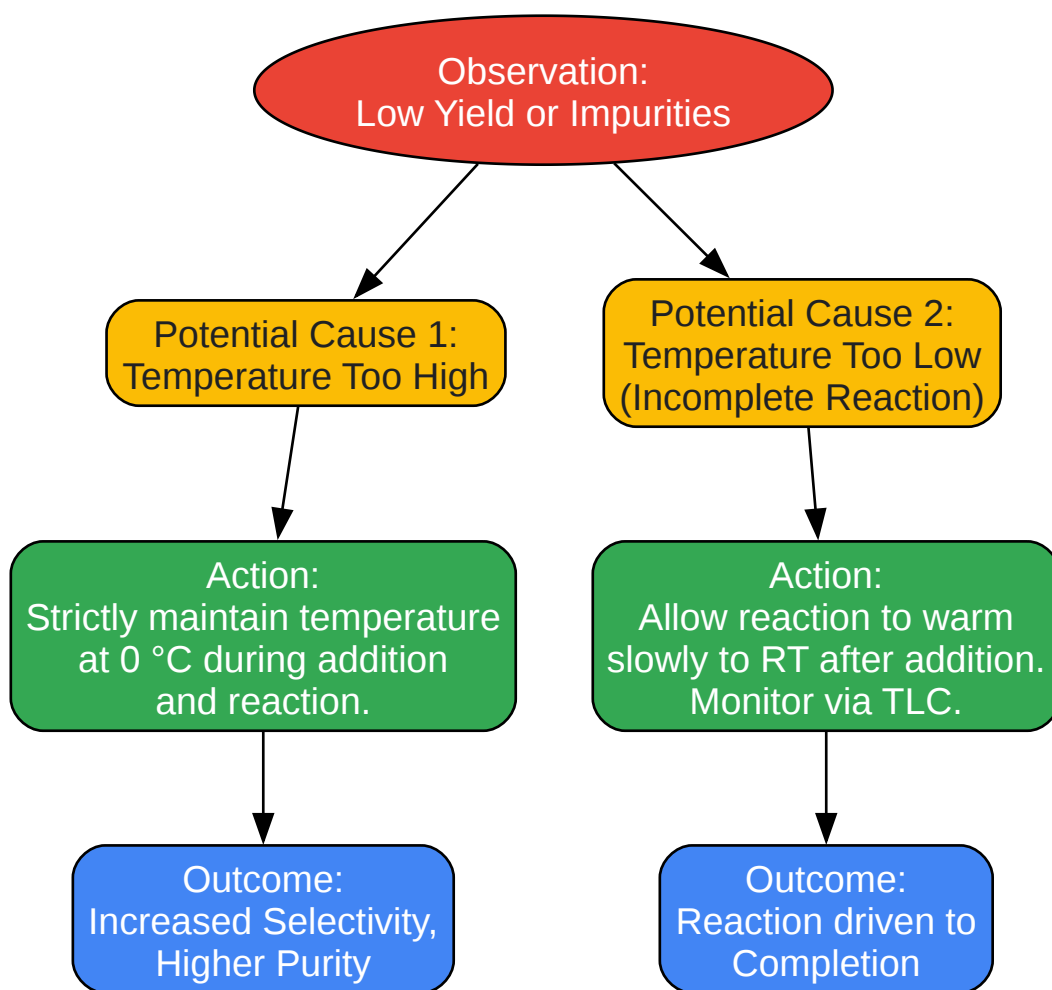 Observation:
Low Yield or Impurities
Potential Cause 1:
Temperature Too High
Potential Cause 2:
Temperature Too Low
(Incomplete Reaction)
Action:
Strictly maintain temperature
at 0 °C during addition
and reaction.
Action:
Allow reaction to warm
slowly to RT after addition.
Monitor via TLC.
Outcome:
Increased Selectivity,
Higher Purity
Outcome:
Reaction driven to
Completion